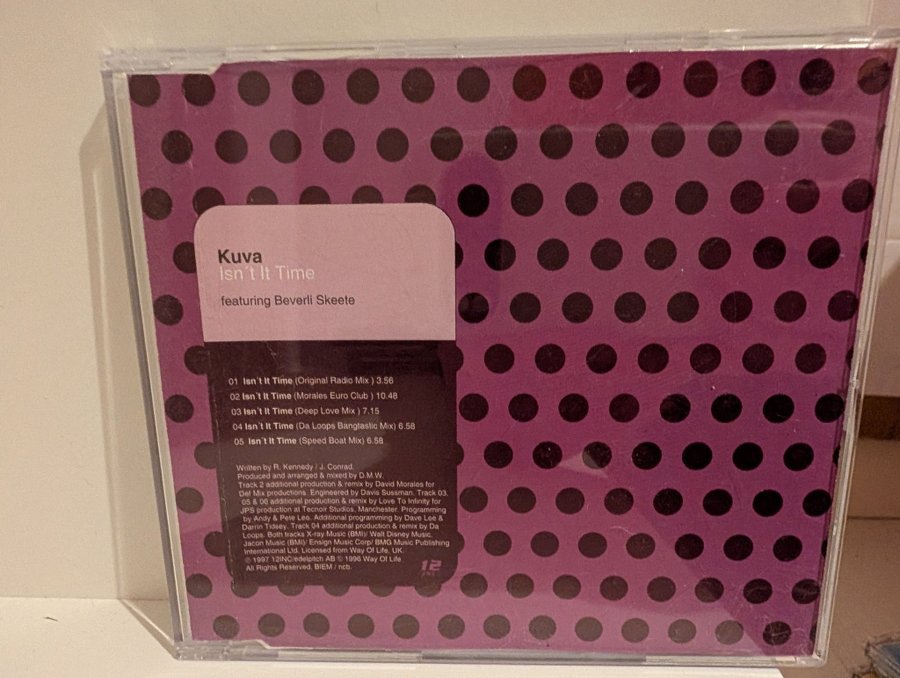 Kuva
Isn´t It Time
featuring Beverli Skeete
01 Isn´t It Time (Original Radio Mix ) 3.56
02 Isn´t It Time (Morales Euro Club ) 10.48
03 Isn´t It Time (Deep Love Mix ) 7.15
04 Isn´t It Time (Da Loops Bangtastic Mix) 6.58
05 Isn´t It Time (Speed Boat Mix) 6.58
Written by R. Kennedy / J. Conrad.
Produced and arranged & mixed by D.M.W.
Track 2 additional production & remix by David Morales for
Def Mix productions. Engineered by Davis Sussman. Track 03,
05 & 06 additional production & remix by Love To Infinity for
JPS production at Tecnoir Studios, Manchester. Programming
by Andy & Pete Lee. Additional programming by Dave Lee &
Darrin Tidsey. Track 04 additional production & remix by Da
Loops. Both tracks X-ray Music (BMI)/ Walt Disney Music.
Jacon Music (BMI)/ Ensign Music Corp/ BMG Music Publishing
International Ltd. Licensed from Way Of Life, UK.
℗ 1997 12INC/edelpitch AB © 1996 Way Of Life
All Rights Reserved. BIEM / ncb
12
INC